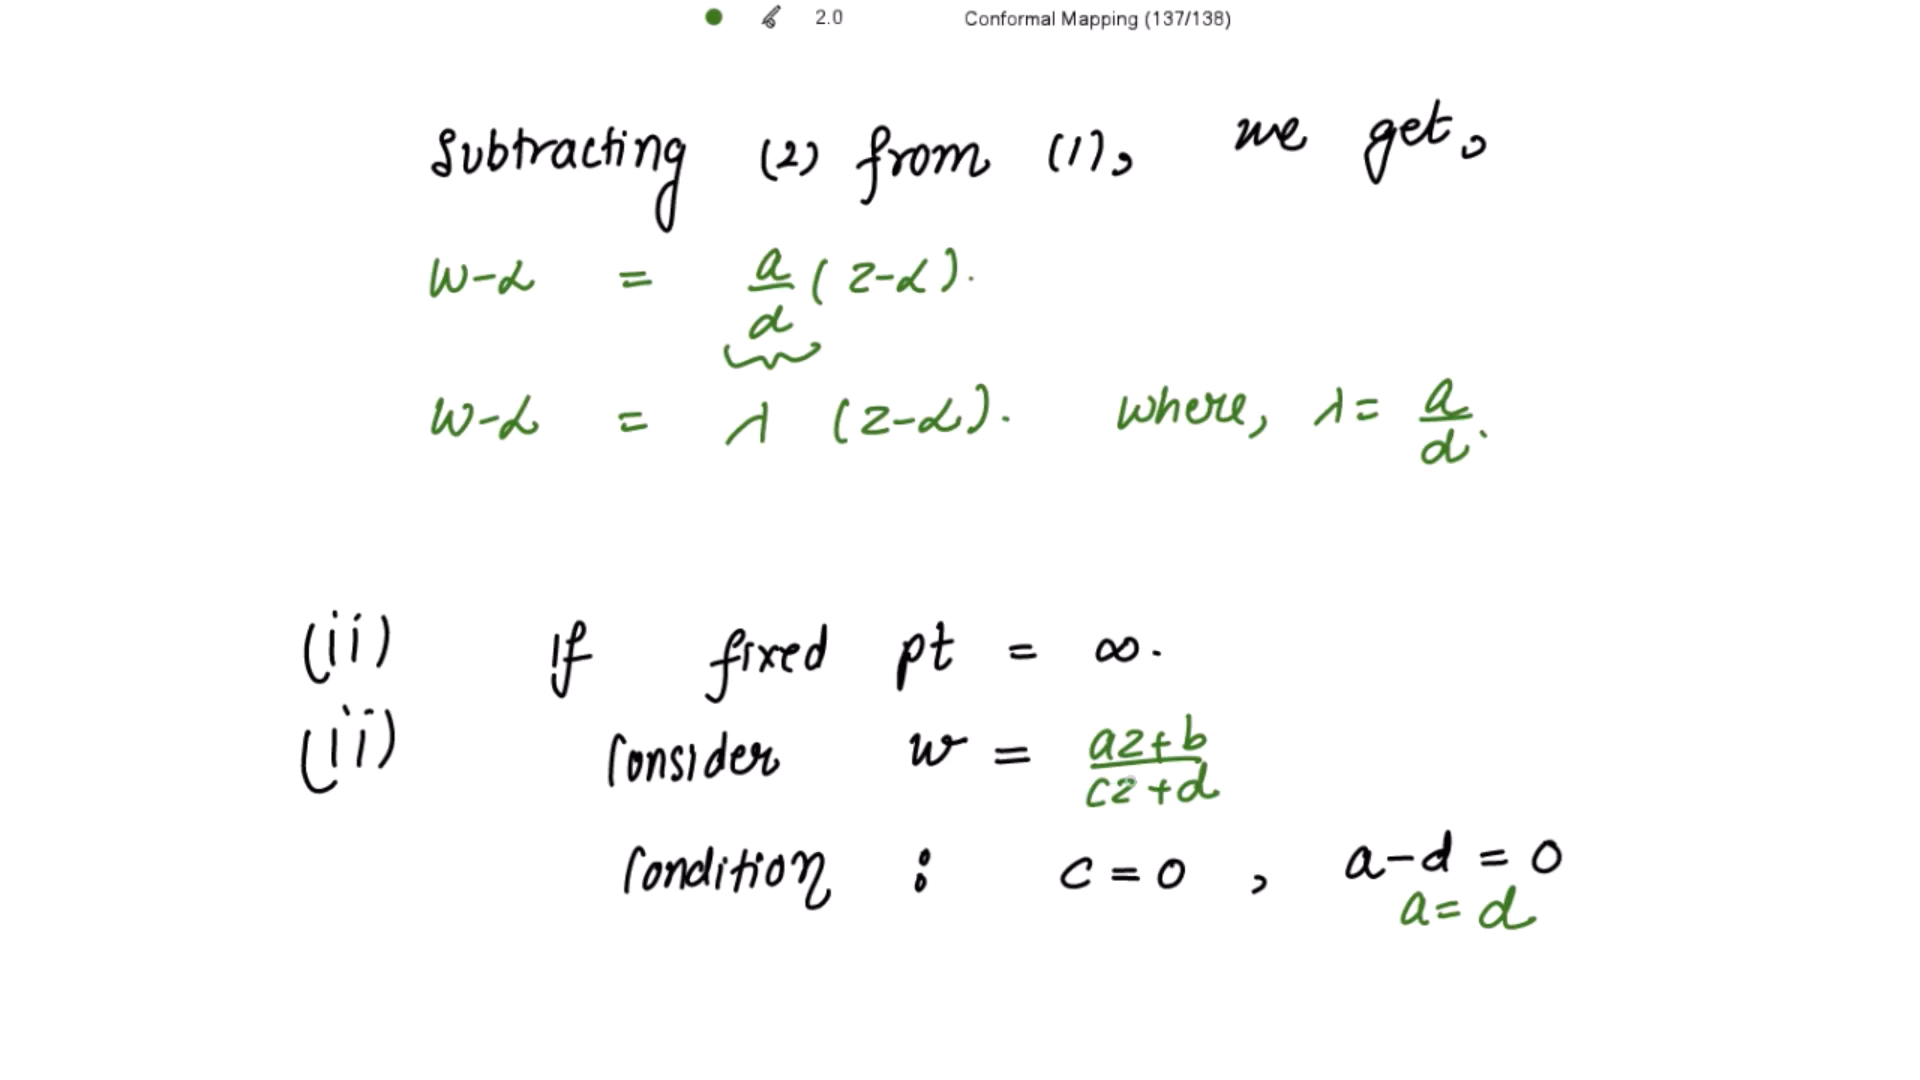 2.0 Conformal Mapping (137/138)
Subtracting (2) from (1), we get,
w-α = a/d (z-α).
w-α = λ (z-α). where, λ = a/d.
(ii) If fixed pt = ∞.
(ii) Consider w = az+b/cz+d
Condition : c = 0 , a-d = 0
a = d